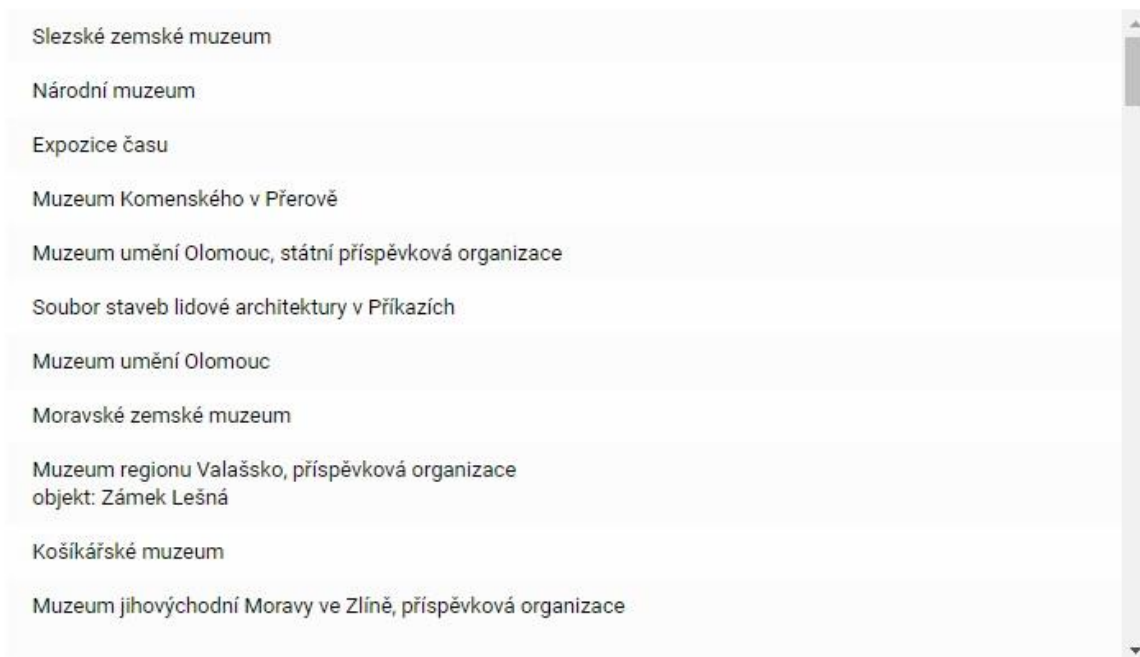 Slezské zemské muzeum
Národní muzeum
Expozice času
Muzeum Komenského v Přerově
Muzeum umění Olomouc, státní příspěvková organizace
Soubor staveb lidové architektury v Příkazích
Muzeum umění Olomouc
Moravské zemské muzeum
Muzeum regionu Valašsko, příspěvková organizace
objekt: Zámek Lešná
Košíkářské muzeum
Muzeum jihovýchodní Moravy ve Zlíně, příspěvková organizace